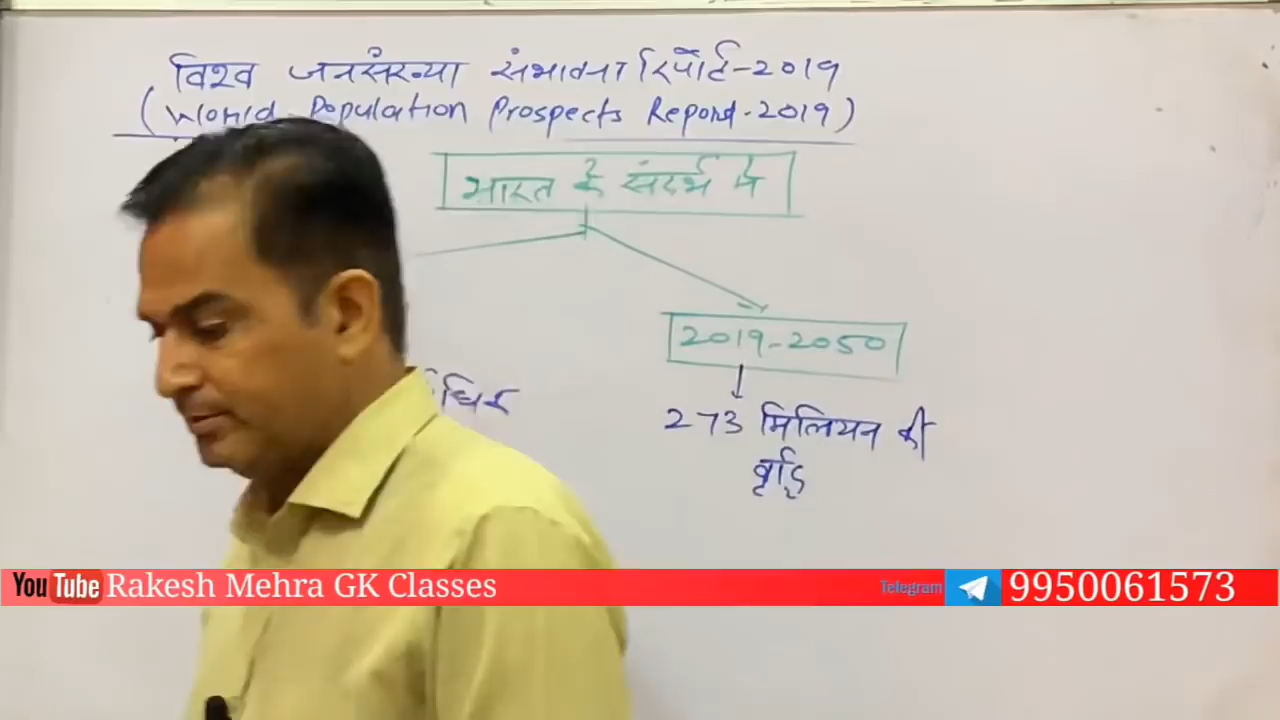 विश्व जनसंख्या संभावना रिपोर्ट-2019
(World Population Prospects Repond-2019)
भारत के संदर्भ में
2019-2050
273 मिलियन की
वृद्धि
YouTube Rakesh Mehra GK Classes
Telegram 9950061573